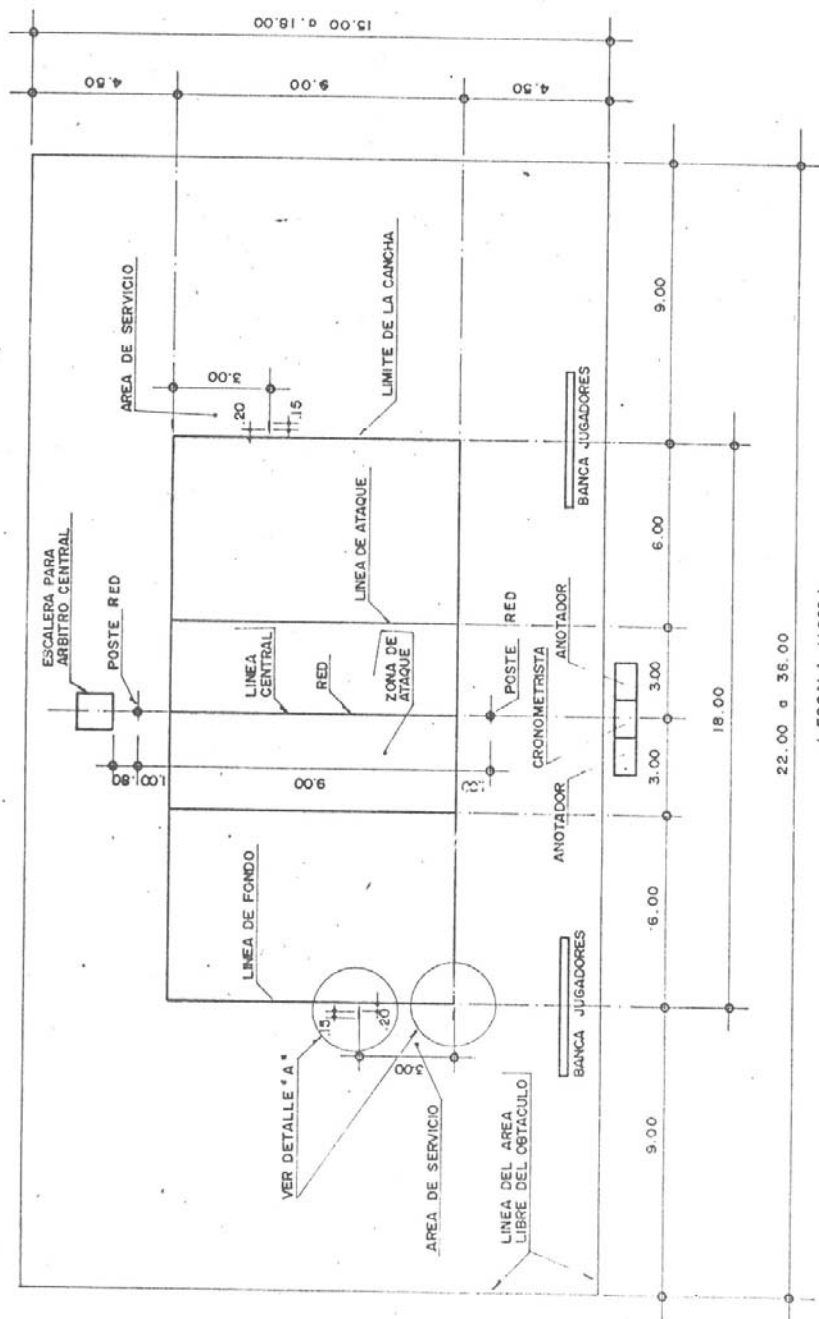 ESCALERA PARA
ARBITRO CENTRAL
POSTE RED
AREA DE SERVICIO
3.00
.20
.15
LIMITE DE LA CANCHA
15.00 a 18.00
4.50
9.00
4.50
LINEA DE FONDO
LINEA
CENTRAL
RED
ZONA DE
ATAQUE
LINEA DE ATAQUE
.80
1.00
9.00
1.00
VER DETALLE "A"
.15
.20
3.00
AREA DE SERVICIO
LINEA DEL AREA
LIBRE DEL OBTACULO
BANCA JUGADORES
ANOTADOR
CRONOMETRISTA
ANOTADOR
POSTE RED
BANCA JUGADORES
9.00
6.00
3.00
3.00
6.00
9.00
18.00
22.00 a 36.00